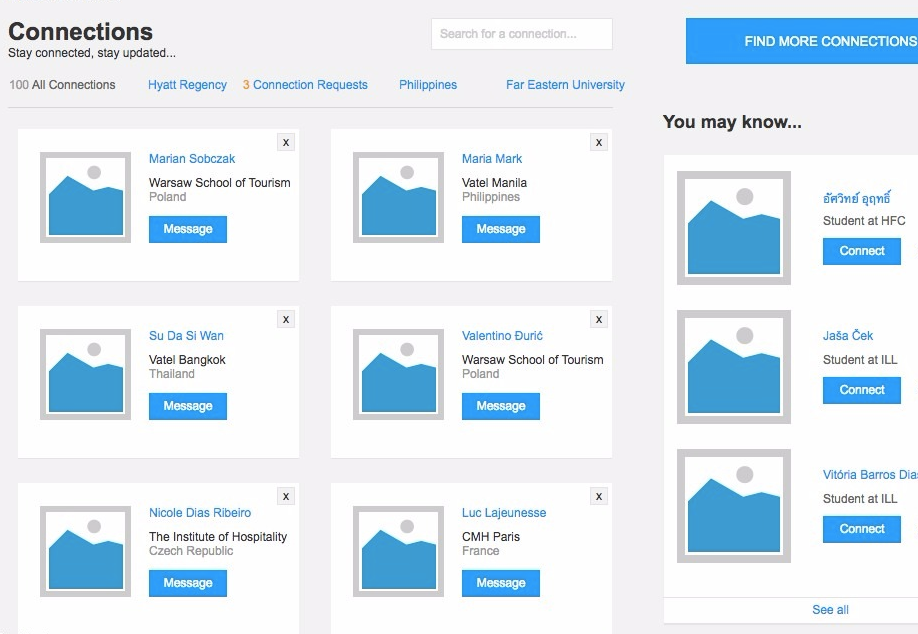 Connections
Stay connected, stay updated...
Search for a connection...
FIND MORE CONNECTIONS
100 All Connections
Hyatt Regency
3 Connection Requests
Philippines
Far Eastern University
x
Marian Sobczak
Warsaw School of Tourism
Poland
Message
x
Maria Mark
Vatel Manila
Philippines
Message
x
Su Da Si Wan
Vatel Bangkok
Thailand
Message
x
Valentino Đurić
Warsaw School of Tourism
Poland
Message
x
Nicole Dias Ribeiro
The Institute of Hospitality
Czech Republic
Message
x
Luc Lajeunesse
CMH Paris
France
Message
You may know...
อัศวิทย์ อุฤทธิ์
Student at HFC
Connect
Jaša Ček
Student at ILL
Connect
Vitória Barros Dias
Student at ILL
Connect
See all